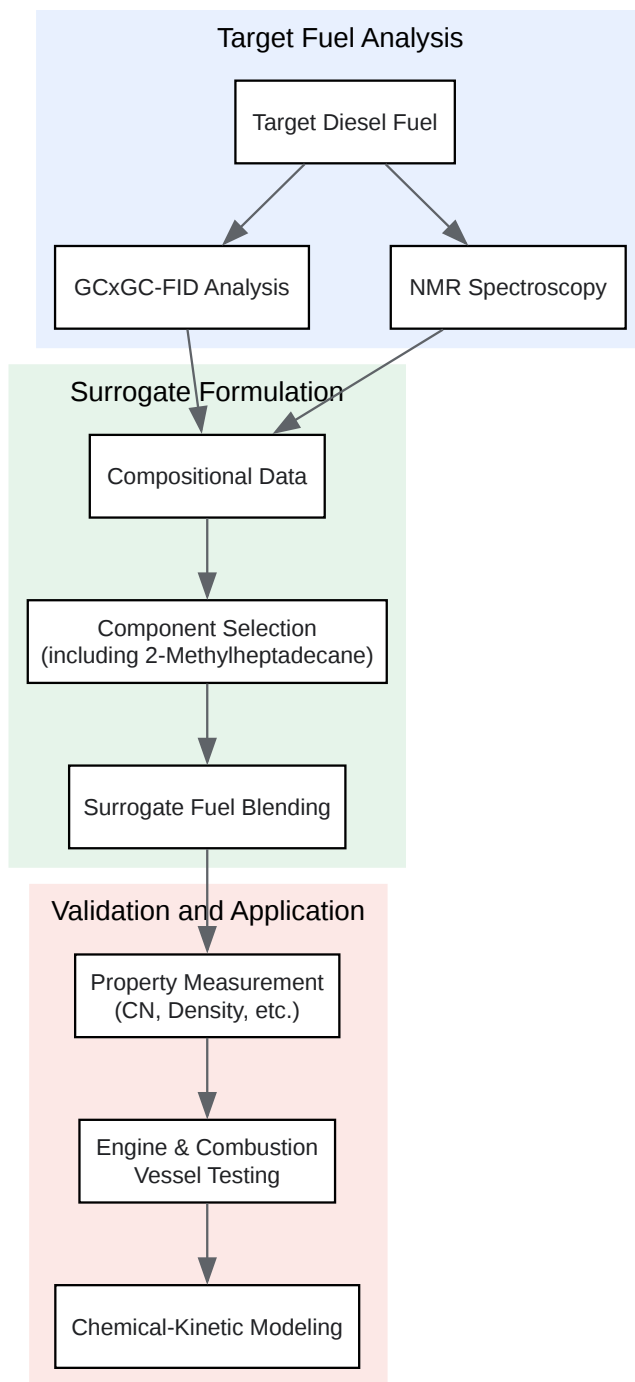 Target Fuel Analysis
Target Diesel Fuel
GCxGC-FID Analysis
NMR Spectroscopy
Surrogate Formulation
Compositional Data
Component Selection
(including 2-Methylheptadecane)
Surrogate Fuel Blending
Validation and Application
Property Measurement
(CN, Density, etc.)
Engine & Combustion
Vessel Testing
Chemical-Kinetic Modeling